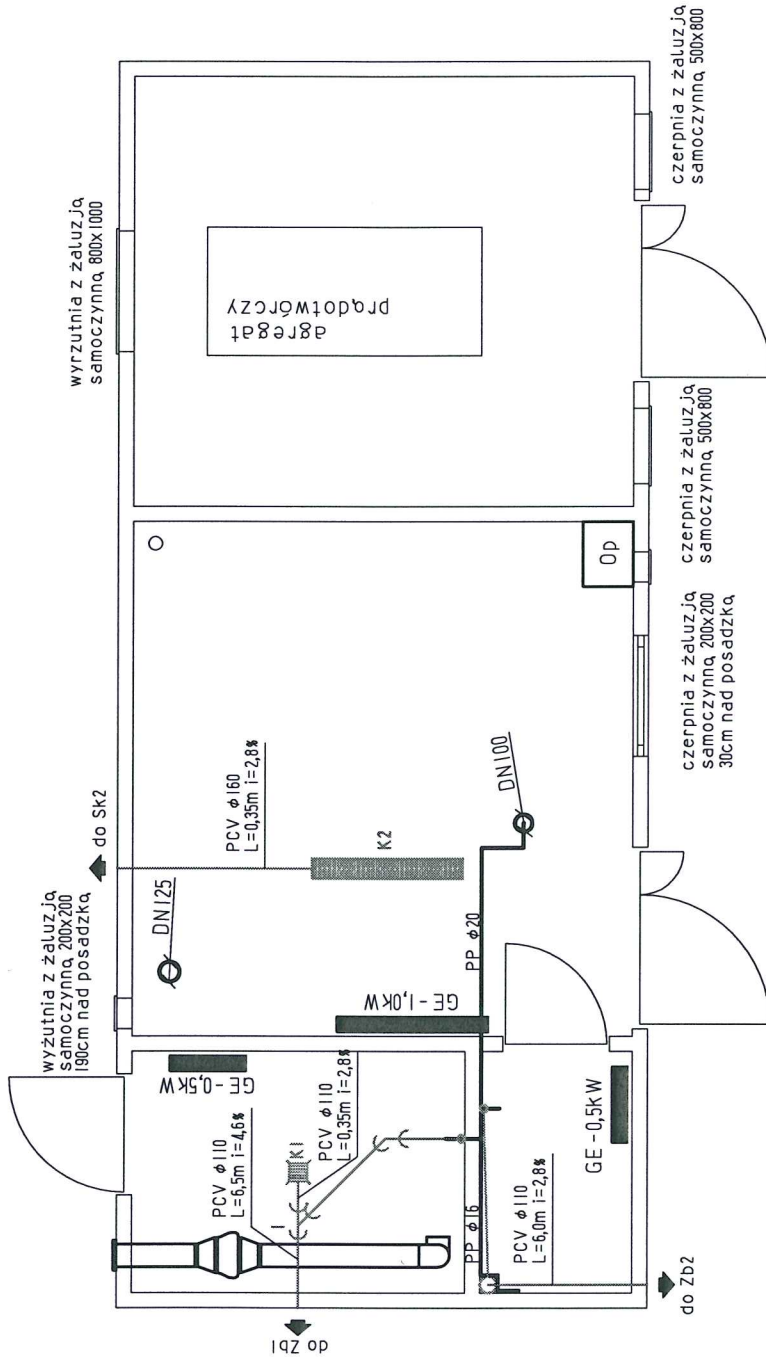 wyrzutnia z żaluzją
samoczynną 800x1000
wyżutnia z żaluzją
samoczynną 200x200
190cm nad posadzką
do Sk2
PCV φ160
L=0,35m i=2,8%
DN125
K2
GE-1,0kW
GE-0,5kW
PCV φ110
L=6,5m i=4,6%
PCV φ110
L=0,35m i=2,8%
K1
1
do Zb1
PP φ16
PP φ20
DN100
PCV φ110
L=6,0m i=2,8%
GE-0,5kW
do Zb2
Op
agregat
prądotwórczy
czerpnia z żaluzją
samoczynną 200x200
30cm nad posadzką
czerpnia z żaluzją
samoczynną 500x800
czerpnia z żaluzją
samoczynną 500x800